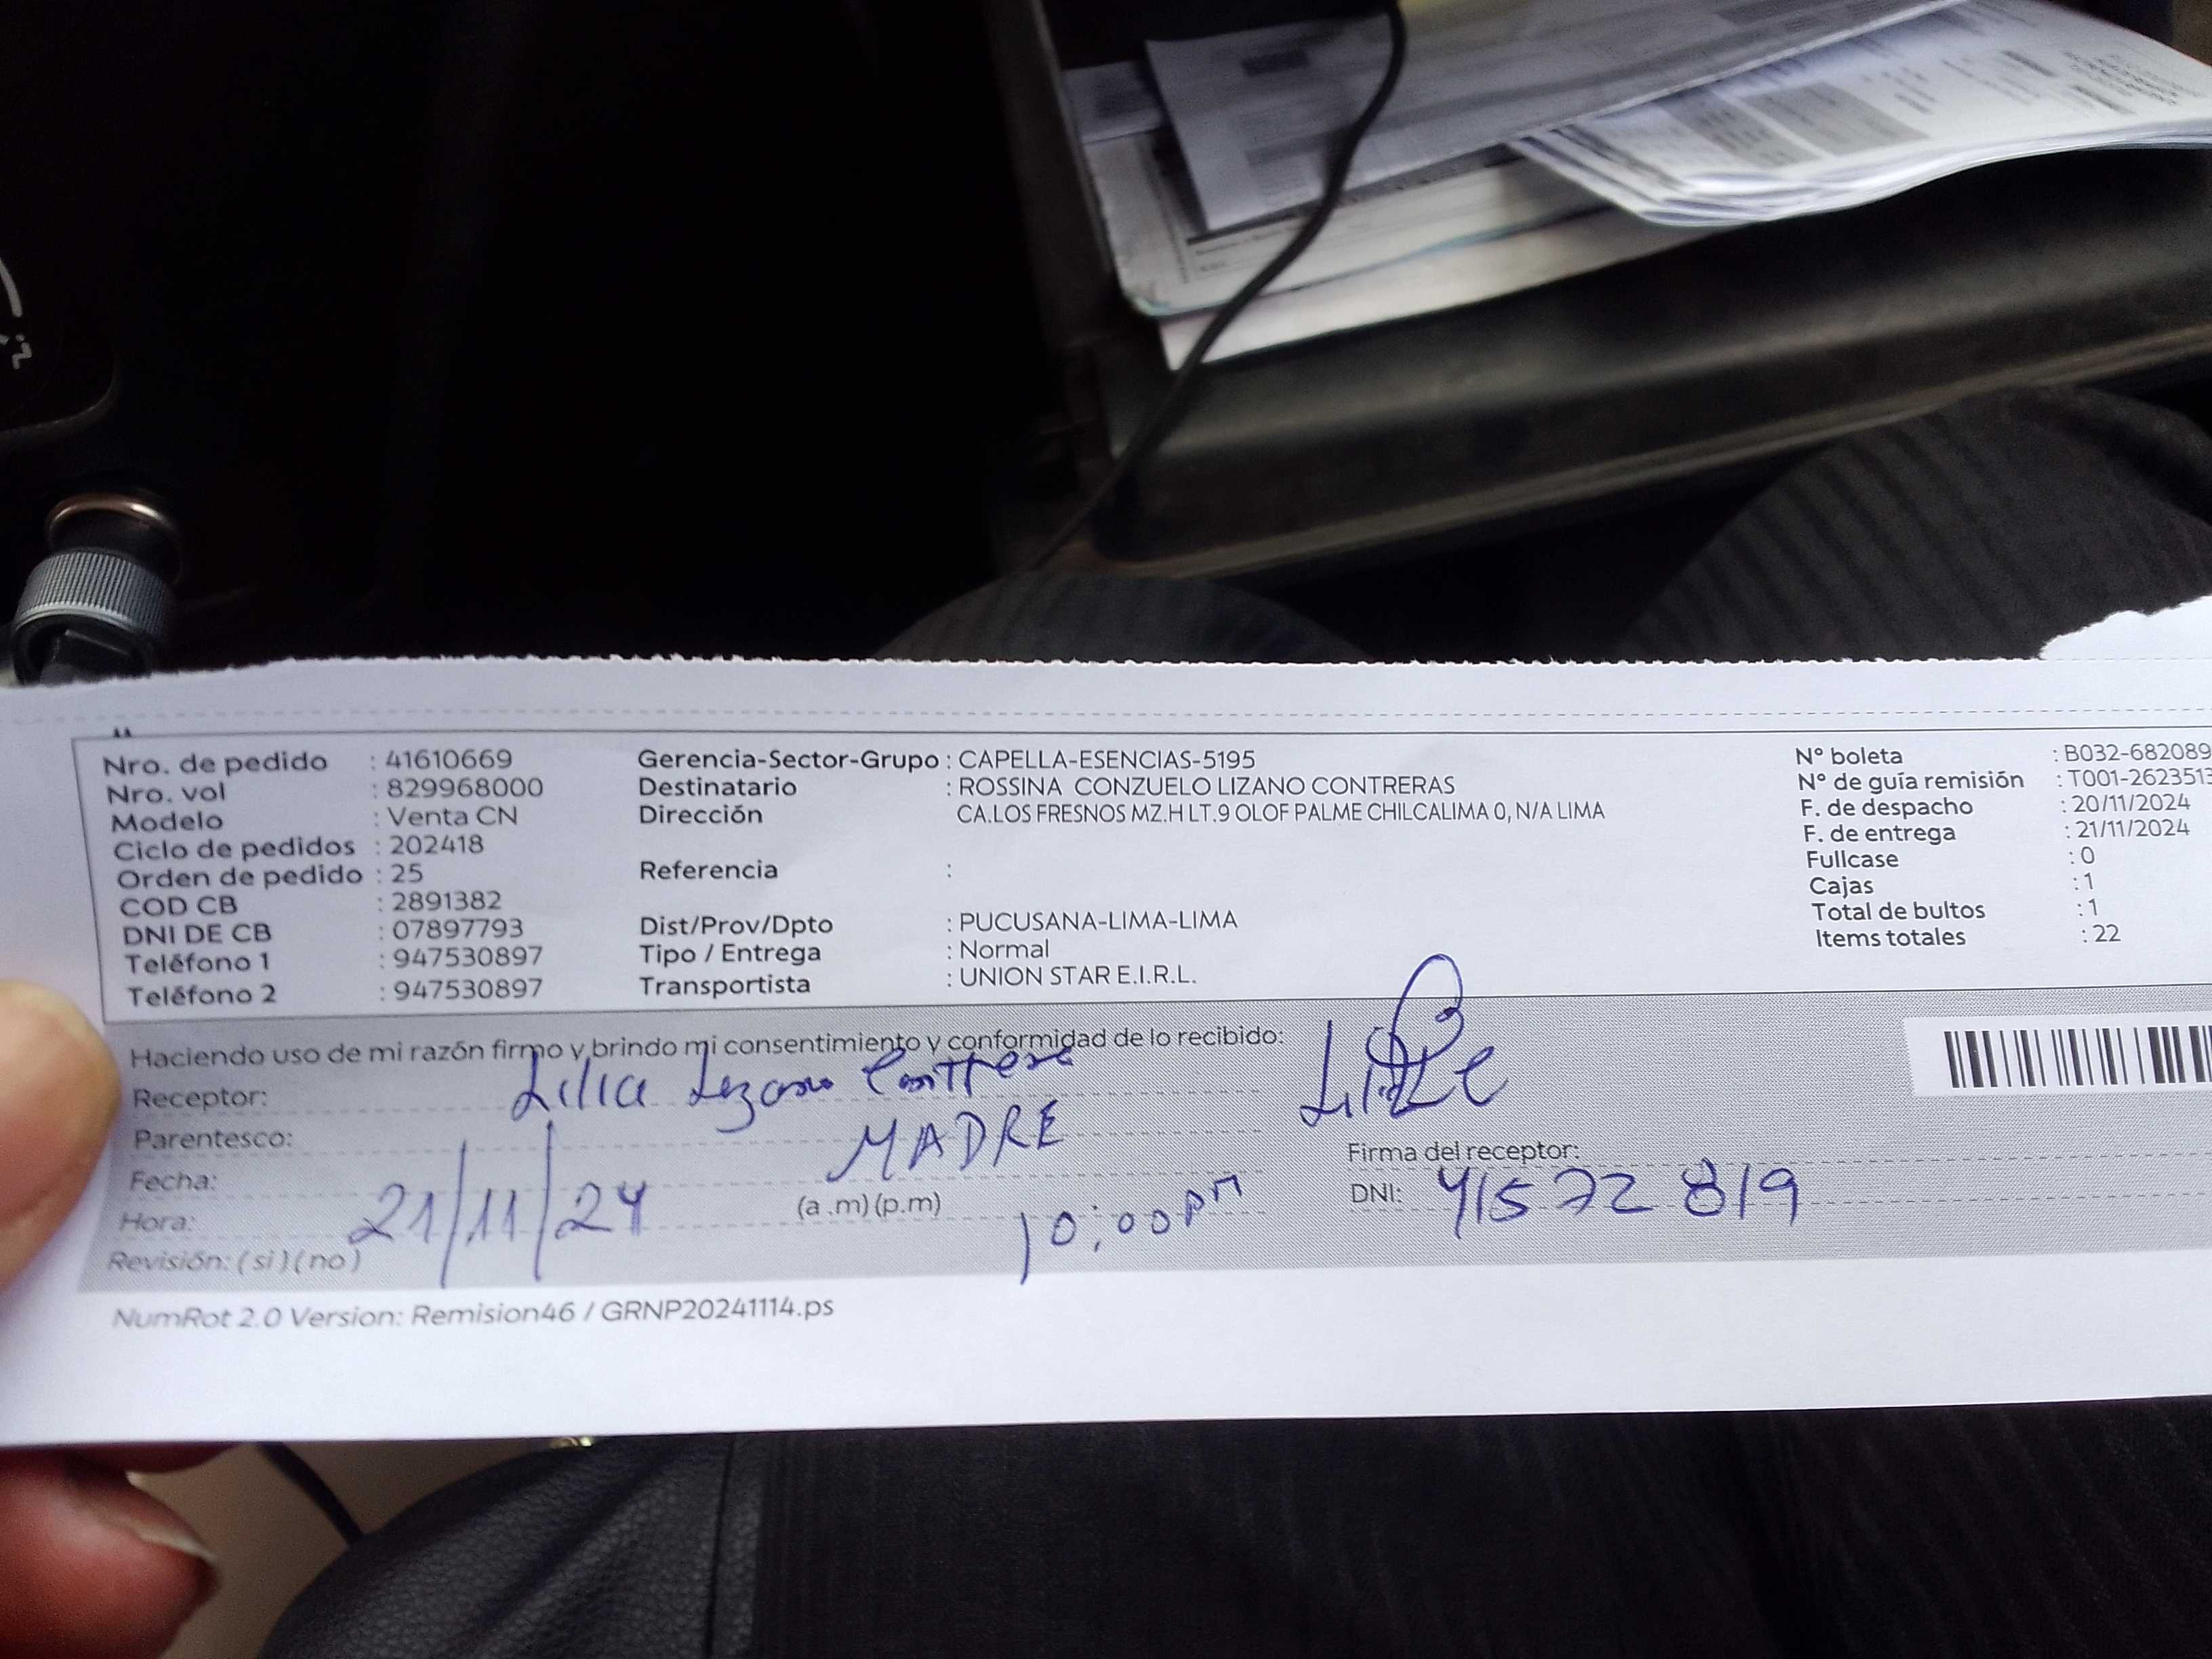 Nro. de pedido : 41610669 Gerencia-Sector-Grupo : CAPELLA-ESENCIAS-5195 N° boleta : B032-682089
Nro. vol : 829968000 Destinatario : ROSSINA CONZUELO LIZANO CONTRERAS N° de guía remisión : T001-2623513
Modelo : Venta CN Dirección CA.LOS FRESNOS MZ.H LT.9 OLOF PALME CHILCALIMA 0, N/A LIMA F. de despacho : 20/11/2024
Ciclo de pedidos : 202418 F. de entrega : 21/11/2024
Orden de pedido : 25 Referencia : Fullcase : 0
COD CB : 2891382 Cajas : 1
DNI DE CB : 07897793 Dist/Prov/Dpto : PUCUSANA-LIMA-LIMA Total de bultos : 1
Teléfono 1 : 947530897 Tipo / Entrega : Normal Items totales : 22
Teléfono 2 : 947530897 Transportista : UNION STAR E.I.R.L.
Haciendo uso de mi razón firmo y brindo mi consentimiento y conformidad de lo recibido:
Receptor: Lilia
Parentesco: MADRE Firma del receptor:
Fecha: 21/11/24 (a .m) (p.m) 10:00 pm DNI: 41572819
Hora:
Revisión: ( si ) ( no )
NumRot 2.0 Version: Remision46 / GRNP20241114.ps